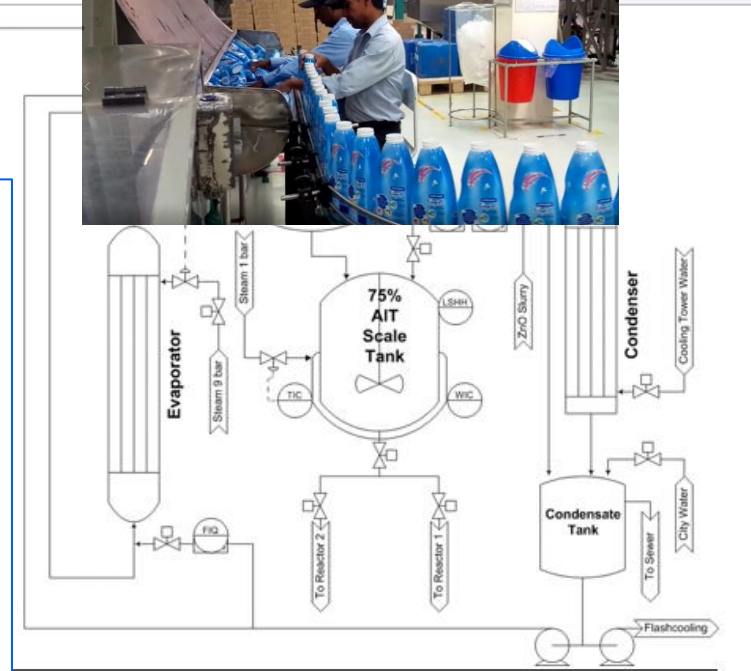 Steam 1 bar
75%
AIT
Scale
Tank
LSHH
ZnO Slurry
Condenser
Cooling Tower Water
Evaporator
Steam 9 bar
TIC
WIC
Condensate
Tank
City Water
FIQ
To Reactor 2
To Reactor 1
To Sewer
Flashcooling